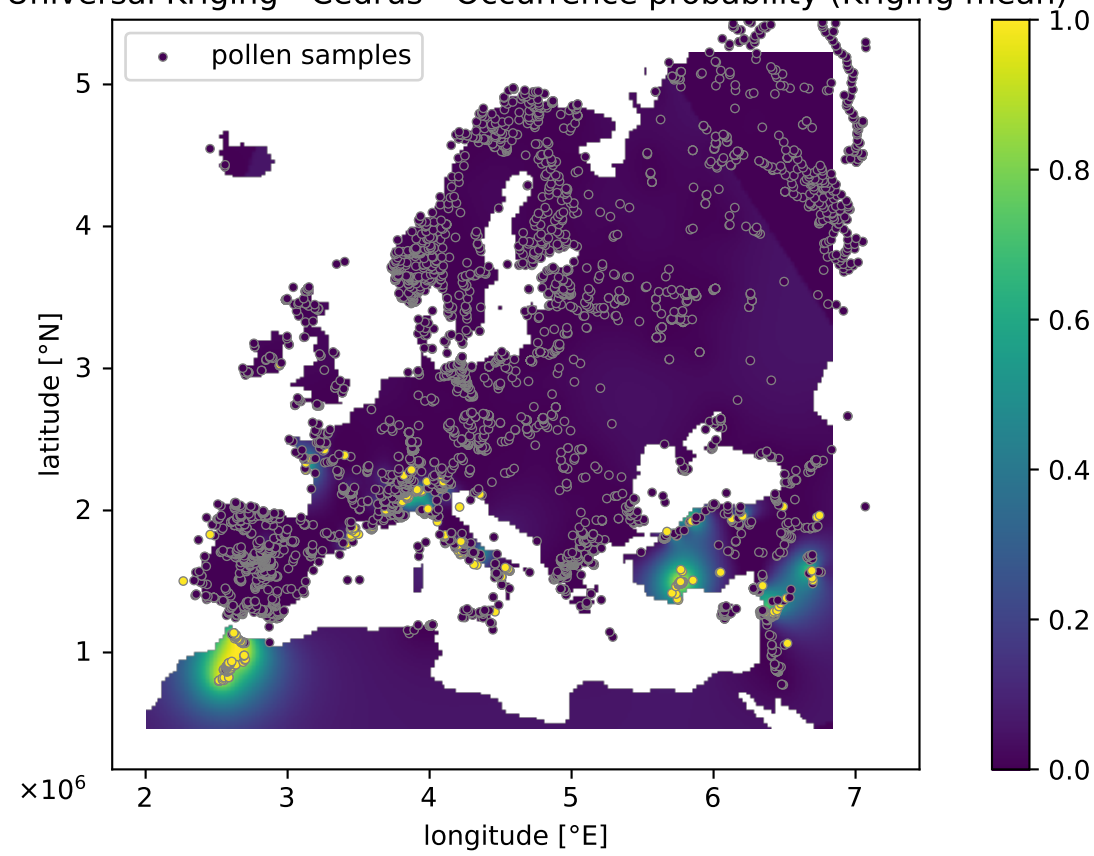 Universal Kriging - Cedrus - Occurrence probability (Kriging mean)
pollen samples
latitude [°N]
5
4
3
2
1
×10⁶
2 3 4 5 6 7
longitude [°E]
1.0
0.8
0.6
0.4
0.2
0.0